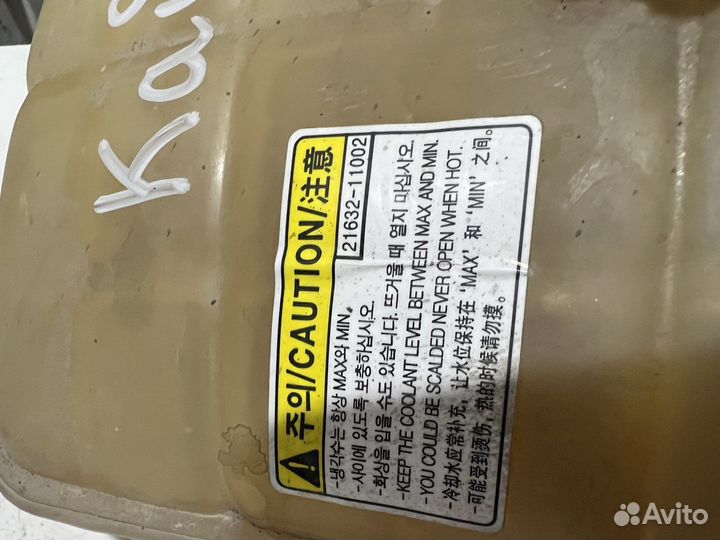 Kas
주의/CAUTION/注意
21632-11002
-냉각수는 항상 MAX와 MIN.
-사이에 있도록 보충하십시오
-화상을 입을 수도 있습니다. 뜨거울 때 열지 마십시오.
-KEEP THE COOLANT LEVEL BETWEEN MAX AND MIN.
-YOU COULD BE SCALDED NEVER OPEN WHEN HOT.
-冷却水应常补充, 让水位保持在 'MAX' 和 'MIN' 之间。
-可能受到烫伤, 热的时候请勿摸。
Avito